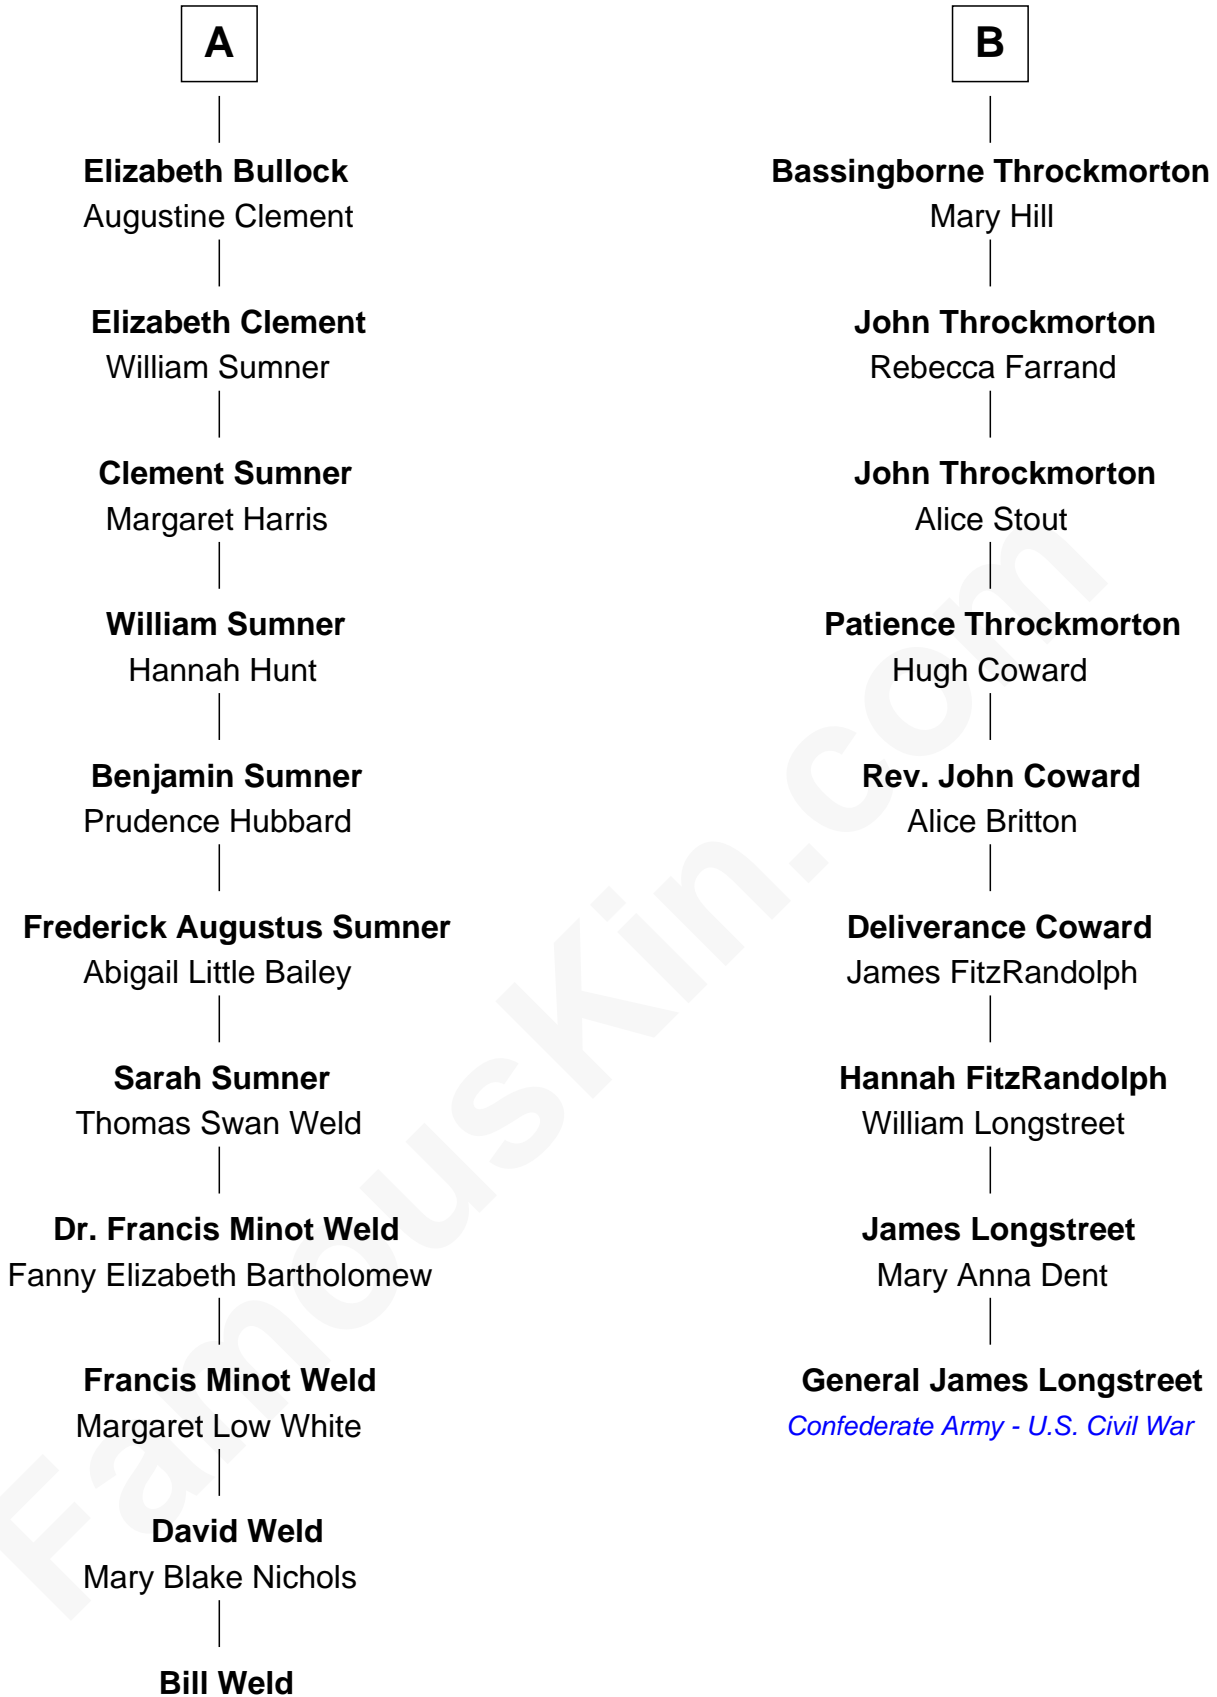 A
Elizabeth Bullock
Augustine Clement
Elizabeth Clement
William Sumner
Clement Sumner
Margaret Harris
William Sumner
Hannah Hunt
Benjamin Sumner
Prudence Hubbard
Frederick Augustus Sumner
Abigail Little Bailey
Sarah Sumner
Thomas Swan Weld
Dr. Francis Minot Weld
Fanny Elizabeth Bartholomew
Francis Minot Weld
Margaret Low White
David Weld
Mary Blake Nichols
Bill Weld
B
Bassingborne Throckmorton
Mary Hill
John Throckmorton
Rebecca Farrand
John Throckmorton
Alice Stout
Patience Throckmorton
Hugh Coward
Rev. John Coward
Alice Britton
Deliverance Coward
James FitzRandolph
Hannah FitzRandolph
William Longstreet
James Longstreet
Mary Anna Dent
General James Longstreet
Confederate Army - U.S. Civil War
FamousKin.com